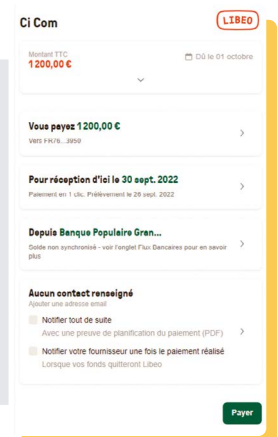 Ci Com
LIBEO
Montant TTC
1 200,00 €
Dû le 01 octobre
Vous payez 1 200,00 €
Vers FR76...3959
Pour réception d'ici le 30 sept. 2022
Paiement en 1 clic. Prélèvement le 28 sept. 2022
Depuis Banque Populaire Gran...
Solde non synchronisé - voir l'onglet Flux Bancaires pour en savoir
plus
Aucun contact renseigné
Ajouter une adresse email
Notifier tout de suite
Avec une preuve de planification du paiement (PDF)
Notifier votre fournisseur une fois le paiement réalisé
Lorsque vos fonds quitteront Libeo
Payer